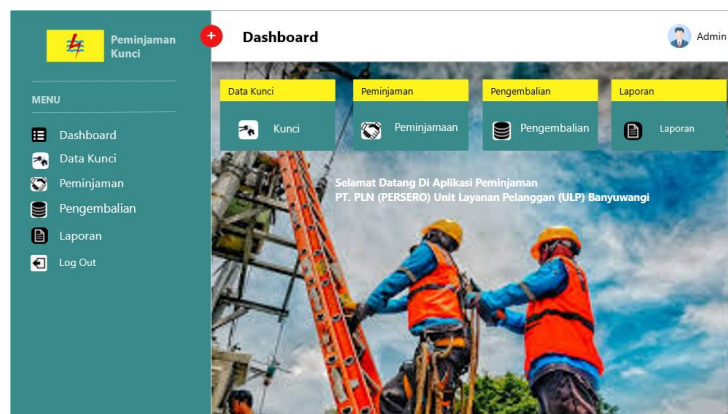 Peminjaman
Kunci
MENU
Dashboard
Data Kunci
Peminjaman
Pengembalian
Laporan
Log Out
+
Dashboard
Admin
Data Kunci
Peminjaman
Pengembalian
Laporan
Kunci
Peminjamaan
Pengembalian
Laporan
Selamat Datang Di Aplikasi Peminjaman
PT. PLN (PERSERO) Unit Layanan Pelanggan (ULP) Banyuwangi